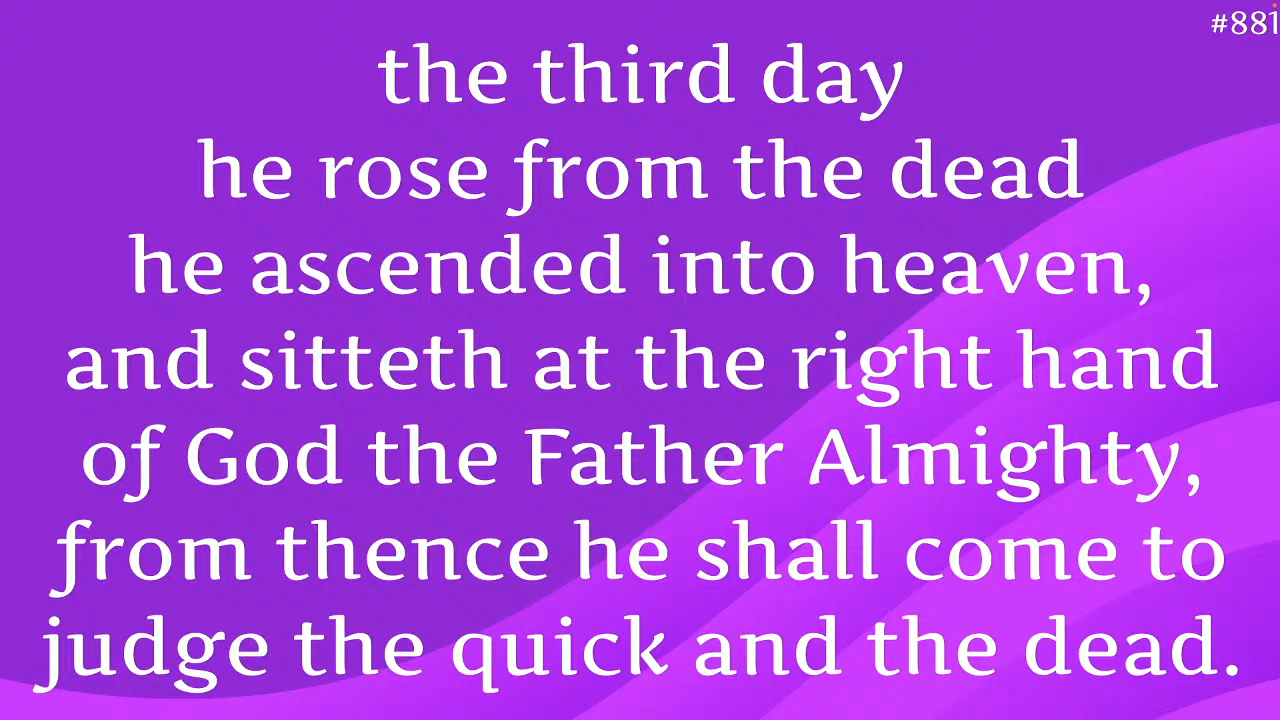 #881
the third day
he rose from the dead
he ascended into heaven,
and sitteth at the right hand
of God the Father Almighty,
from thence he shall come to
judge the quick and the dead.